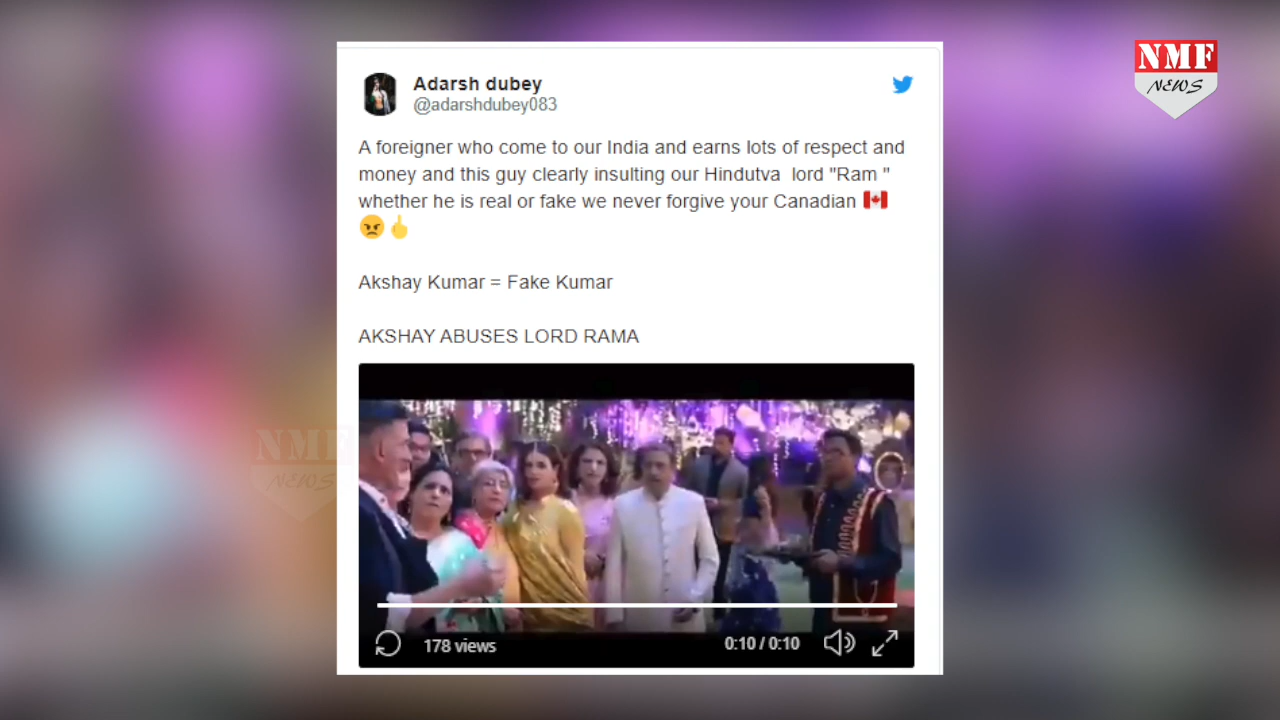 NMF
NEWS
Adarsh dubey
@adarshdubey083
A foreigner who come to our India and earns lots of respect and
money and this guy clearly insulting our Hindutva lord "Ram "
whether he is real or fake we never forgive your Canadian 🇨🇦
😠🖕
Akshay Kumar = Fake Kumar
AKSHAY ABUSES LORD RAMA
NMF
NEWS
178 views
0:10 / 0:10